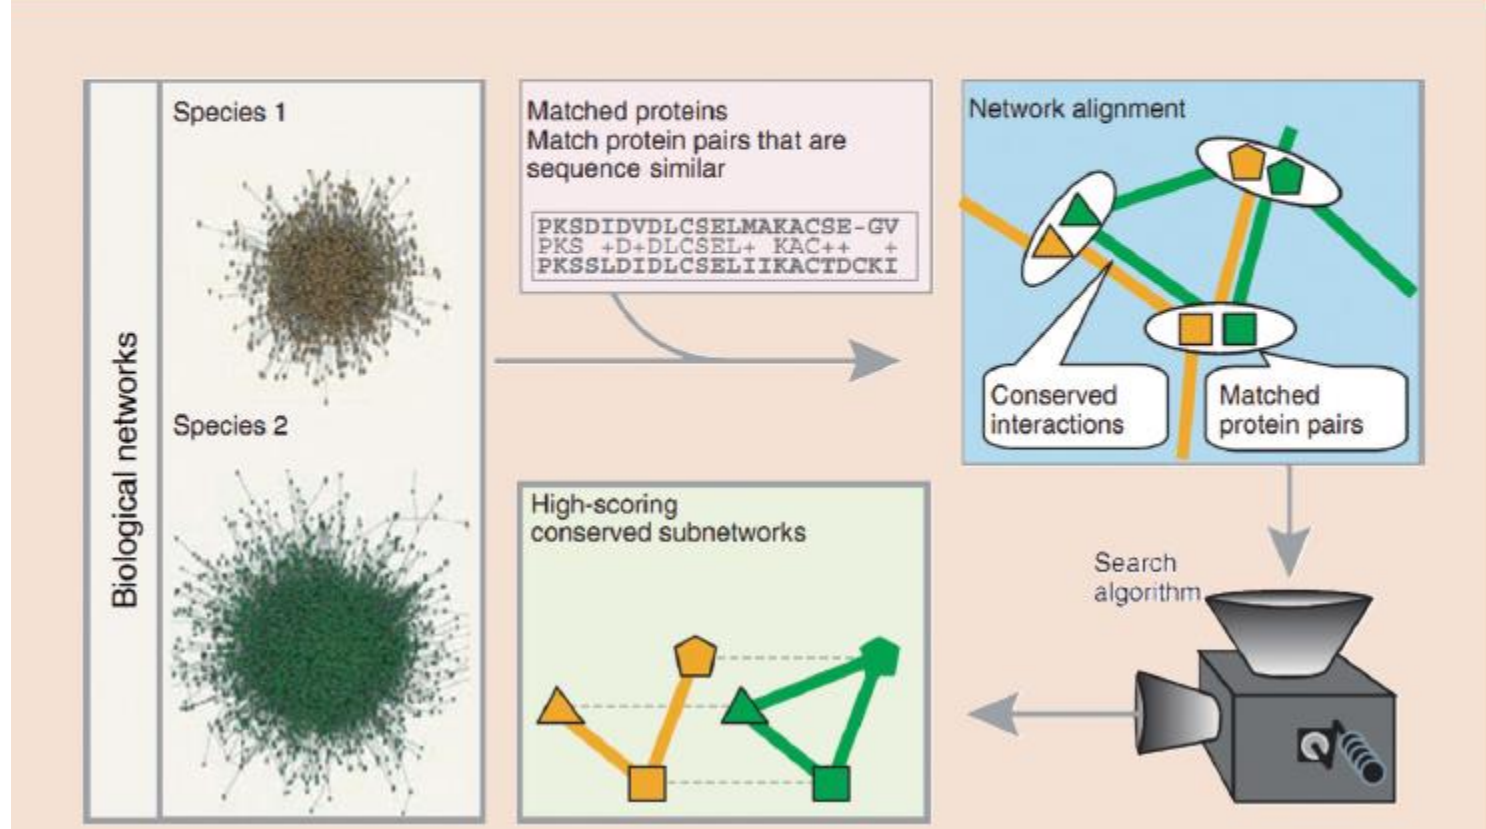 Biological networks
Species 1
Species 2
Matched proteins
Match protein pairs that are
sequence similar
PKSDIDVDLCSELMAKACSE-GV
PKS +D+DLCSEL+ KAC++ +
PKSSLDIDLCSELIIKACTDCKI
Network alignment
Conserved
interactions
Matched
protein pairs
Search
algorithm
High-scoring
conserved subnetworks